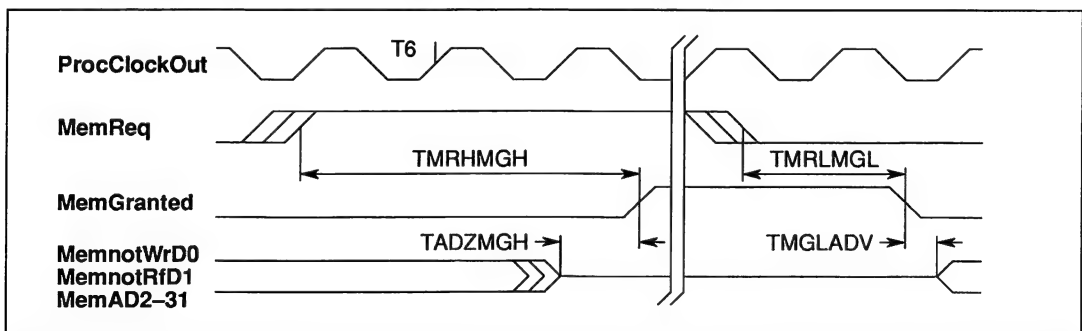 T6
ProcClockOut
MemReq
TMRHMGH
TMRLMGL
MemGranted
TADZMGH
TMGLADV
MemnotWrD0
MemnotRfD1
MemAD2–31